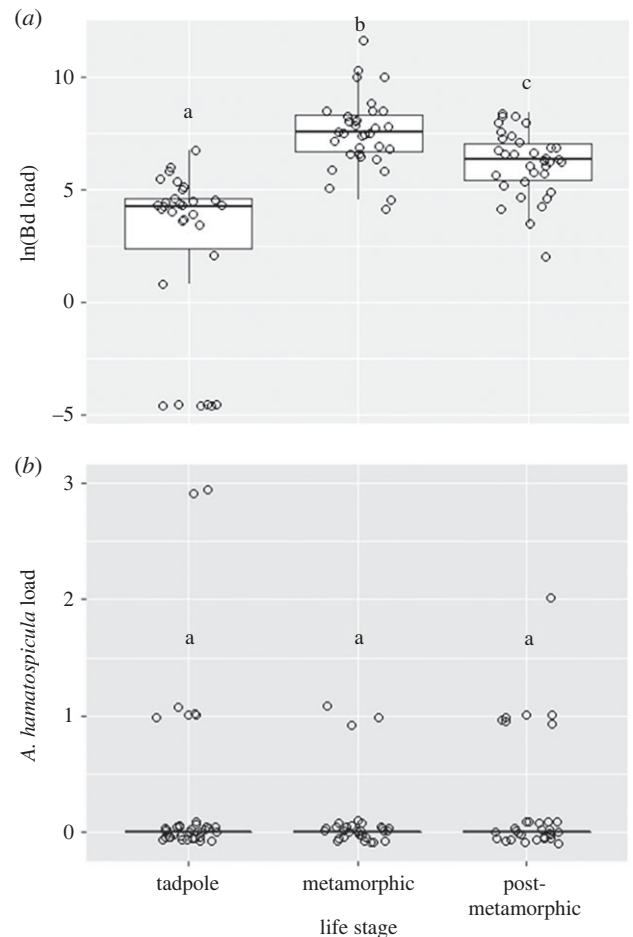 (a)
ln(Bd load)
10
5
0
–5
a
b
c
(b)
A. hamatospicula load
3
2
1
0
a
a
a
tadpole
metamorphic
post-
metamorphic
life stage